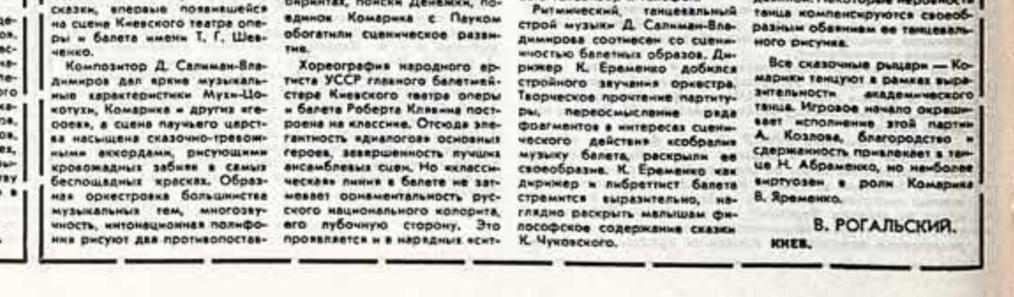 сказки, впервые появившейся
на сцене Киевского театра опе-
ры и балета имени Т. Г. Шев-
ченко.
Композитор Д. Салиман-Вла-
димиров дал яркие музыкаль-
ные характеристики Мухи-Цо-
котухи, Комарика и других «ге-
роев», а сцена паучьего царст-
ва насыщена сказочно-тревож-
ными аккордами, рисующими
кровожадных забияк в самых
беспощадных красках. Образ-
ная оркестровка большинства
музыкальных тем, многозву-
чность, интонационная полифо-
ния рисуют два противопостав-
лабиринтах, поиски Денежки, по-
единок Комарика с Пауком
обогатили сценическое разви-
тие.
Хореография народного ар-
тиста УССР главного балетмей-
стера Киевского театра оперы
и балета Роберта Клявина пост-
роена на классике. Отсюда эле-
гантность «диалогов» основных
героев, завершенность лучших
ансамблевых сцен. Но «класси-
ческая» линия в балете не зат-
мевает орнаментальность рус-
ского национального колорита,
его лубочную сторону. Это
проявляется и в нарядных «сит-
Ритмический, танцевальный
строй музыки Д. Салиман-Вла-
димирова соотнесен со сцени-
чностью балетных образов. Ди-
рижер К. Еременко добился
стройного звучания оркестра.
Творческое прочтение партиту-
ры, переосмысление ряда
фрагментов в интересах сцени-
ческого действия «собрали»
музыку балета, раскрыли ее
своеобразие. К. Еременко как
дирижер и либреттист балета
стремится выразительно, на-
глядно раскрыть малышам фи-
лософское содержание сказки
К. Чуковского.
Некоторые неровности
танца компенсируются своеоб-
разным обаянием ее танцеваль-
ного рисунка.
Все сказочные рыцари — Ко-
марики танцуют в рамках выра-
зительности академического
танца. Игровое начало окраши-
вает исполнение этой партии
А. Козлова, благородство и
сдержанность привлекает в тан-
це Н. Абраменко, но наиболее
виртуозен в роли Комарика
В. Яременко.
В. РОГАЛЬСКИЙ.
КИЕВ.